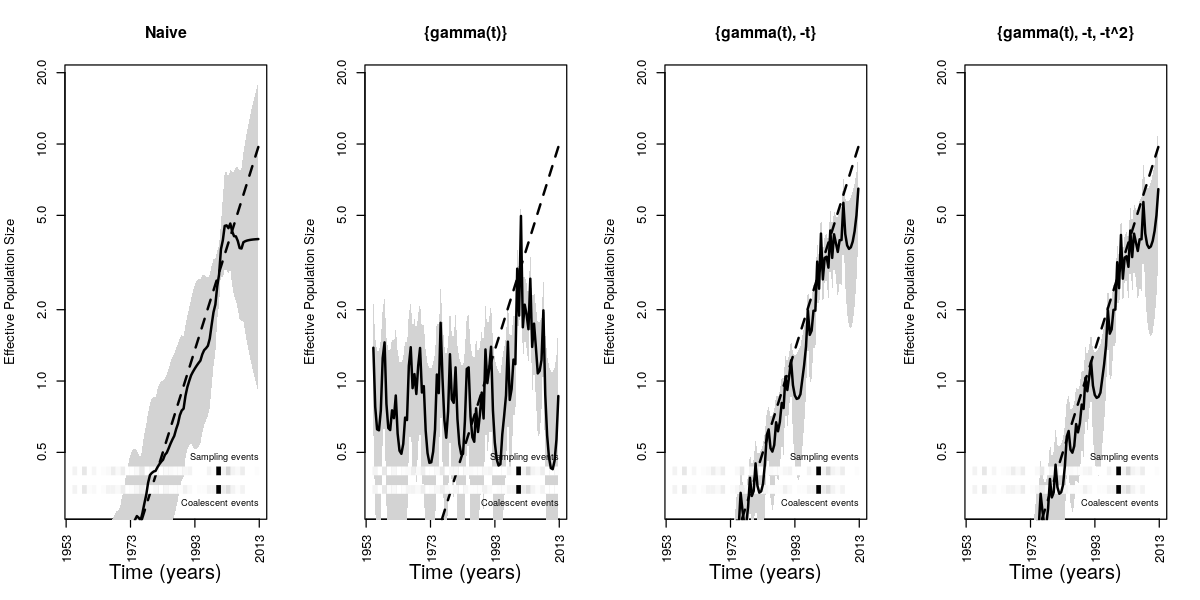 Naive
20.0
10.0
5.0
2.0
1.0
0.5
Effective Population Size
Sampling events
Coalescent events
1953
1973
1993
2013
Time (years)
{gamma(t)}
20.0
10.0
5.0
2.0
1.0
0.5
Effective Population Size
Sampling events
Coalescent events
1953
1973
1993
2013
Time (years)
{gamma(t), -t}
20.0
10.0
5.0
2.0
1.0
0.5
Effective Population Size
Sampling events
Coalescent events
1953
1973
1993
2013
Time (years)
{gamma(t), -t, -t^2}
20.0
10.0
5.0
2.0
1.0
0.5
Effective Population Size
Sampling events
Coalescent events
1953
1973
1993
2013
Time (years)